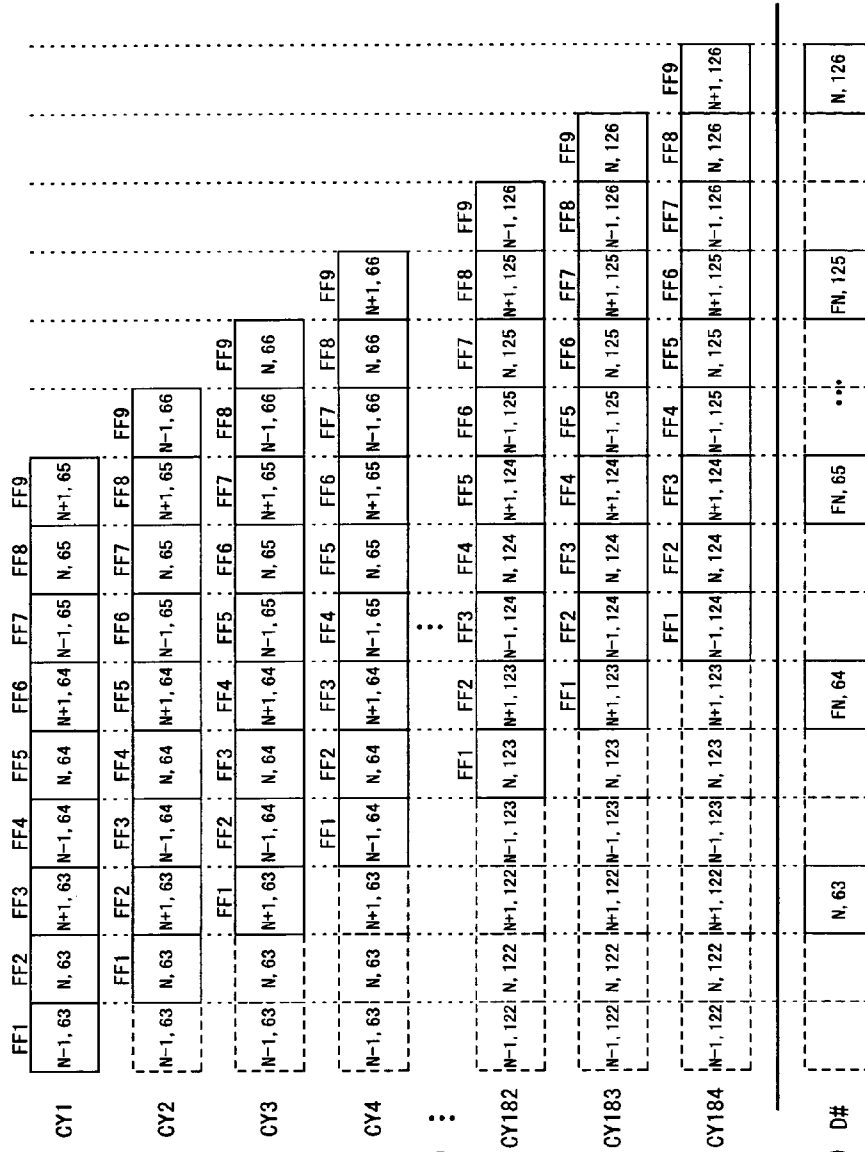 FF1 FF2 FF3 FF4 FF5 FF6 FF7 FF8 FF9
CY1 N-1, 63 N, 63 N+1, 63 N-1, 64 N, 64 N+1, 64 N-1, 65 N, 65 N+1, 65
FF1 FF2 FF3 FF4 FF5 FF6 FF7 FF8 FF9
CY2 N-1, 63 N, 63 N+1, 63 N-1, 64 N, 64 N+1, 64 N-1, 65 N, 65 N+1, 65 N-1, 66
FF1 FF2 FF3 FF4 FF5 FF6 FF7 FF8 FF9
CY3 N-1, 63 N, 63 N+1, 63 N-1, 64 N, 64 N+1, 64 N-1, 65 N, 65 N+1, 65 N-1, 66 N, 66
FF1 FF2 FF3 FF4 FF5 FF6 FF7 FF8 FF9
CY4 N-1, 63 N, 63 N+1, 63 N-1, 64 N, 64 N+1, 64 N-1, 65 N, 65 N+1, 65 N-1, 66 N, 66 N+1, 66
⋮ ⋮
FF1 FF2 FF3 FF4 FF5 FF6 FF7 FF8 FF9
CY182 N-1, 122 N, 122 N+1, 122 N-1, 123 N, 123 N+1, 123 N-1, 124 N, 124 N+1, 124 N-1, 125 N, 125 N+1, 125 N-1, 126
FF1 FF2 FF3 FF4 FF5 FF6 FF7 FF8 FF9
CY183 N-1, 122 N, 122 N+1, 122 N-1, 123 N, 123 N+1, 123 N-1, 124 N, 124 N+1, 124 N-1, 125 N, 125 N+1, 125 N-1, 126 N, 126
FF1 FF2 FF3 FF4 FF5 FF6 FF7 FF8 FF9
CY184 N-1, 122 N, 122 N+1, 122 N-1, 123 N, 123 N+1, 123 N-1, 124 N, 124 N+1, 124 N-1, 125 N, 125 N+1, 125 N-1, 126 N, 126 N+1, 126
D# N, 63 FN, 64 FN, 65 … FN, 125 N, 126